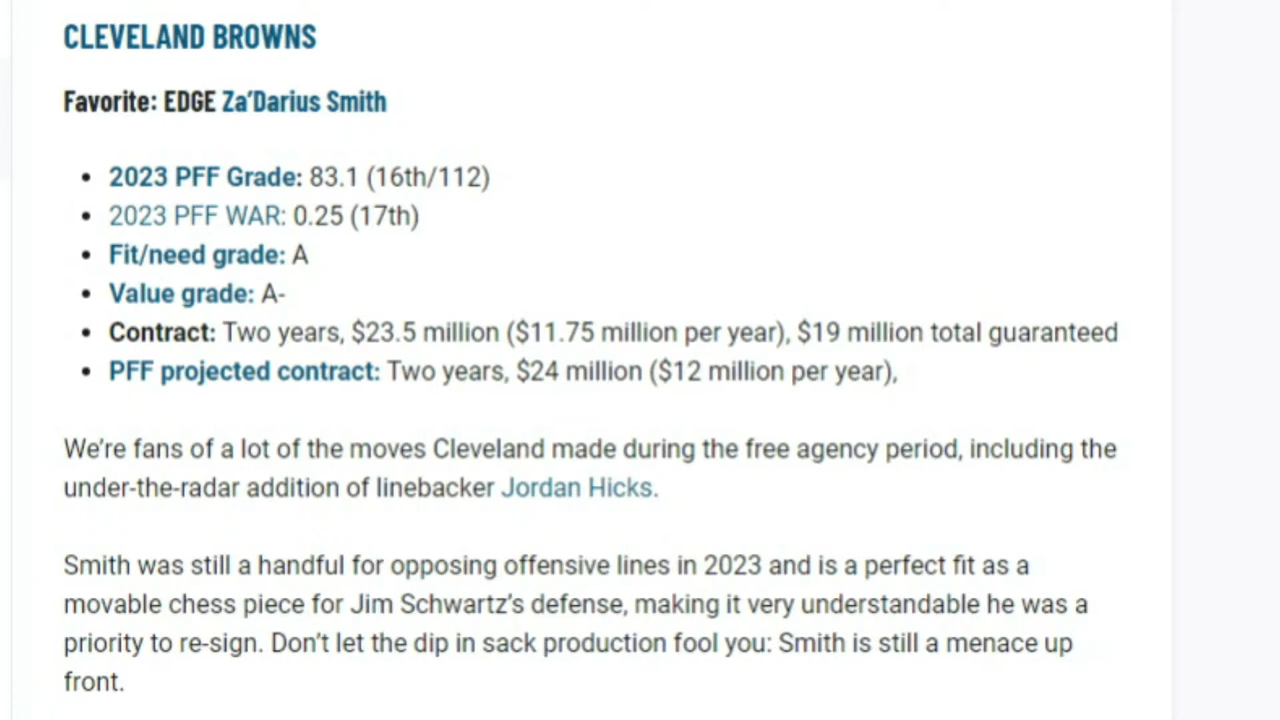 CLEVELAND BROWNS
Favorite: EDGE Za’Darius Smith
• 2023 PFF Grade: 83.1 (16th/112)
• 2023 PFF WAR: 0.25 (17th)
• Fit/need grade: A
• Value grade: A-
• Contract: Two years, $23.5 million ($11.75 million per year), $19 million total guaranteed
• PFF projected contract: Two years, $24 million ($12 million per year),
We’re fans of a lot of the moves Cleveland made during the free agency period, including the
under-the-radar addition of linebacker Jordan Hicks.
Smith was still a handful for opposing offensive lines in 2023 and is a perfect fit as a
movable chess piece for Jim Schwartz’s defense, making it very understandable he was a
priority to re-sign. Don’t let the dip in sack production fool you: Smith is still a menace up
front.